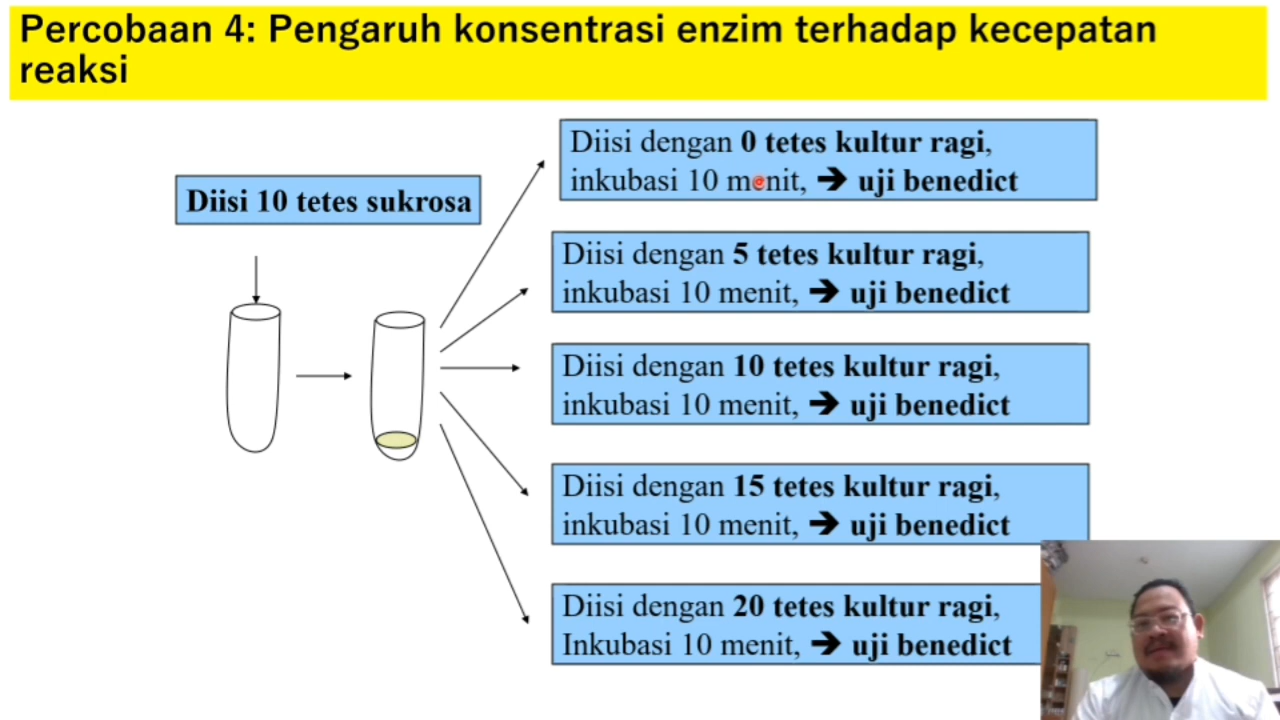 Percobaan 4: Pengaruh konsentrasi enzim terhadap kecepatan
reaksi
Diisi 10 tetes sukrosa
Diisi dengan 0 tetes kultur ragi,
inkubasi 10 menit, ➔ uji benedict
Diisi dengan 5 tetes kultur ragi,
inkubasi 10 menit, ➔ uji benedict
Diisi dengan 10 tetes kultur ragi,
inkubasi 10 menit, ➔ uji benedict
Diisi dengan 15 tetes kultur ragi,
inkubasi 10 menit, ➔ uji benedict
Diisi dengan 20 tetes kultur ragi,
Inkubasi 10 menit, ➔ uji benedict